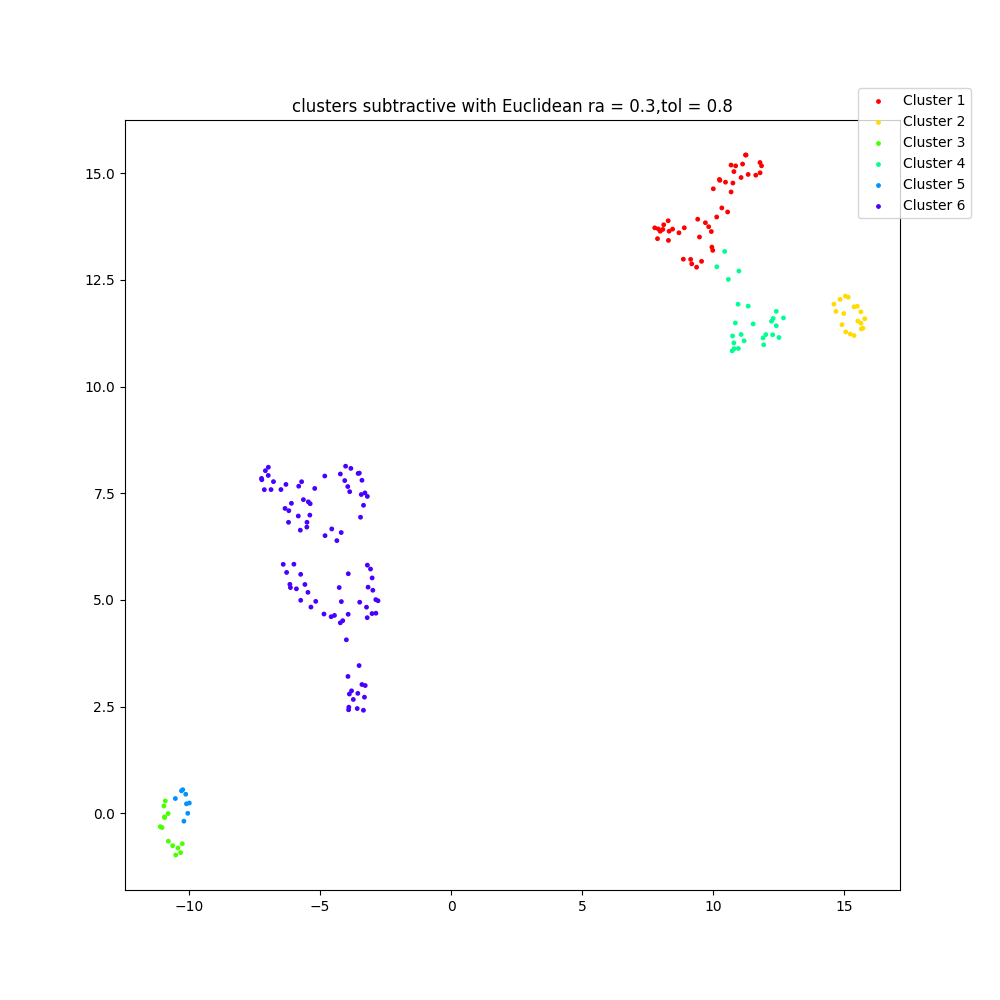 clusters subtractive with Euclidean ra = 0.3,tol = 0.8
Cluster 1
Cluster 2
Cluster 3
Cluster 4
Cluster 5
Cluster 6
15.0
12.5
10.0
7.5
5.0
2.5
0.0
−10
−5
0
5
10
15